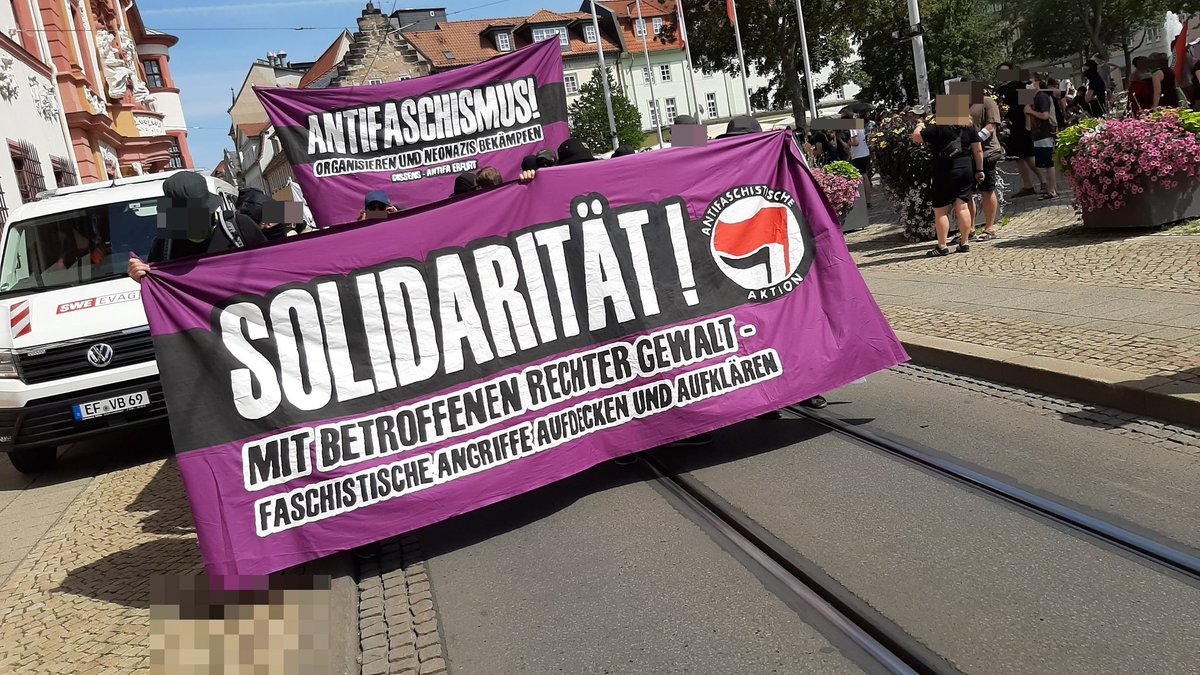 ANTIFASCHISMUS!
ORGANISIEREN UND NEONAZIS BEKÄMPFEN
DISSENS - ANTIFA ERFURT
SOLIDARITÄT!
MIT BETROFFENEN RECHTER GEWALT -
FASCHISTISCHE ANGRIFFE AUFDECKEN UND AUFKLÄREN
ANTIFASCHISTISCHE
AKTION
SWE EVAG
EF VB 69